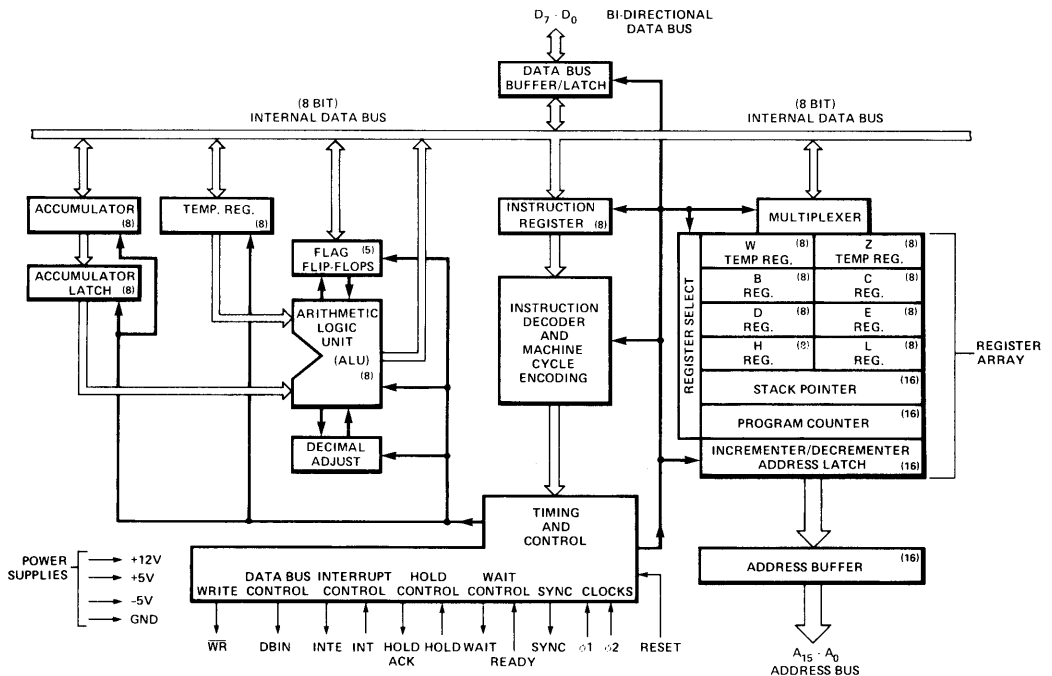 D7 - D0
BI-DIRECTIONAL
DATA BUS
DATA BUS
BUFFER/LATCH
(8 BIT)
INTERNAL DATA BUS
(8 BIT)
INTERNAL DATA BUS
ACCUMULATOR
(8)
TEMP. REG.
(8)
INSTRUCTION
REGISTER
(8)
MULTIPLEXER
ACCUMULATOR
LATCH
(8)
FLAG
(5)
FLIP-FLOPS
ARITHMETIC
LOGIC
UNIT
(ALU)
(8)
DECIMAL
ADJUST
INSTRUCTION
DECODER
AND
MACHINE
CYCLE
ENCODING
REGISTER SELECT
W (8)
TEMP REG.
Z (8)
TEMP REG.
B (8)
REG.
C (8)
REG.
D (8)
REG.
E (8)
REG.
H (8)
REG.
L (8)
REG.
STACK POINTER
(16)
PROGRAM COUNTER
(16)
INCREMENTER/DECREMENTER
ADDRESS LATCH
(16)
REGISTER
ARRAY
TIMING
AND
CONTROL
WRITE
DATA BUS
CONTROL
INTERRUPT
CONTROL
HOLD
CONTROL
WAIT
CONTROL
SYNC
CLOCKS
ADDRESS BUFFER
(16)
POWER
SUPPLIES
+12V
+5V
-5V
GND
W̅R̅
DBIN
INTE
INT
HOLD
ACK
HOLD
WAIT
READY
SYNC
φ1
φ2
RESET
A15 - A0
ADDRESS BUS